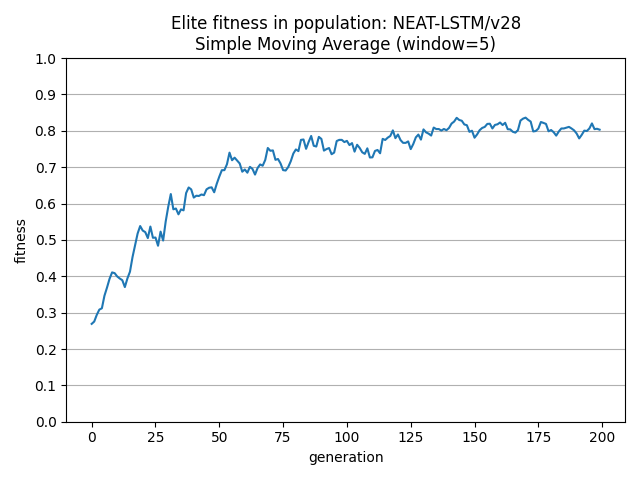 Elite fitness in population: NEAT-LSTM/v28
Simple Moving Average (window=5)
1.0
0.9
0.8
0.7
0.6
0.5
0.4
0.3
0.2
0.1
0.0
fitness
0 25 50 75 100 125 150 175 200
generation